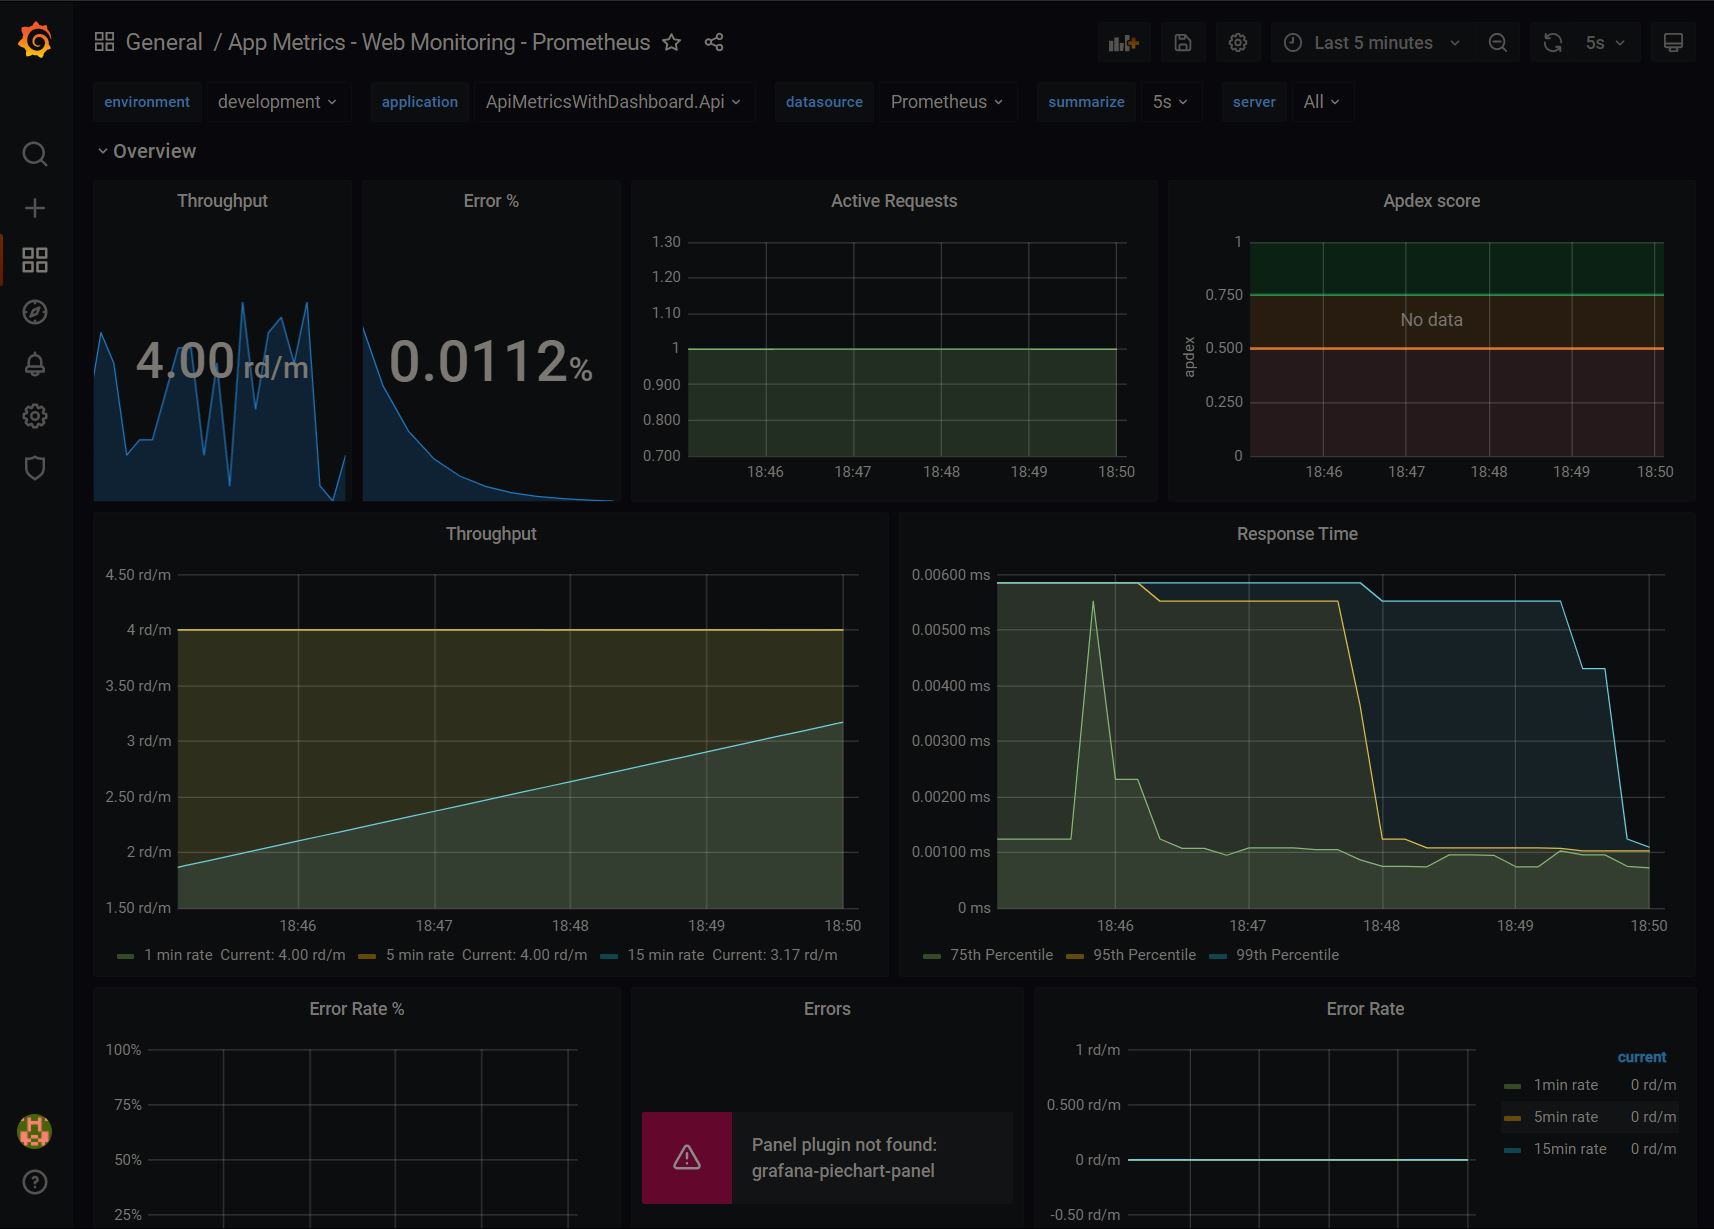 General / App Metrics - Web Monitoring - Prometheus
Last 5 minutes
5s
environment development application ApiMetricsWithDashboard.Api datasource Prometheus summarize 5s server All
Overview
Throughput
4.00 rd/m
Error %
0.0112%
Active Requests
1.30
1.20
1.10
1
0.900
0.800
0.700
18:46 18:47 18:48 18:49 18:50
Apdex score
apdex
1
0.750
No data
0.500
0.250
0
18:46 18:47 18:48 18:49 18:50
Throughput
4.50 rd/m
4 rd/m
3.50 rd/m
3 rd/m
2.50 rd/m
2 rd/m
1.50 rd/m
18:46 18:47 18:48 18:49 18:50
1 min rate Current: 4.00 rd/m 5 min rate Current: 4.00 rd/m 15 min rate Current: 3.17 rd/m
Response Time
0.00600 ms
0.00500 ms
0.00400 ms
0.00300 ms
0.00200 ms
0.00100 ms
0 ms
18:46 18:47 18:48 18:49 18:50
75th Percentile 95th Percentile 99th Percentile
Error Rate %
100%
75%
50%
25%
Errors
Panel plugin not found:
grafana-piechart-panel
Error Rate
1 rd/m
0.500 rd/m
0 rd/m
-0.50 rd/m
current
1min rate 0 rd/m
5min rate 0 rd/m
15min rate 0 rd/m